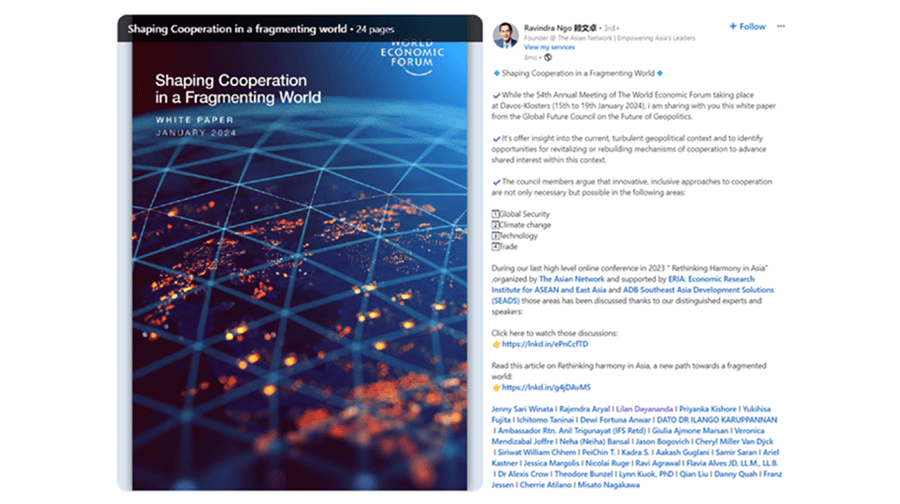 Shaping Cooperation in a fragmenting world • 24 pages
WORLD
ECONOMIC
FORUM
Shaping Cooperation
in a Fragmenting World
WHITE PAPER
JANUARY 2024
Ravindra Ngo 賴文卓 • 3rd+
Founder @ The Asian Network | Empowering Asia's Leaders
View my services
8mo •
+ Follow
🔹 Shaping Cooperation in a Fragmenting World 🔹
✔️While the 54th Annual Meeting of The World Economic Forum taking place
at Davos-Klosters (15th to 19th January 2024), i am sharing with you this white paper
from the Global Future Council on the Future of Geopolitics.
✔️It's offer insight into the current, turbulent geopolitical context and to identify
opportunities for revitalizing or rebuilding mechanisms of cooperation to advance
shared interest within this context.
✔️The council members argue that innovative, inclusive approaches to cooperation
are not only necessary but possible in the following areas:
1️⃣Global Security
2️⃣Climate change
3️⃣Technology
4️⃣Trade
During our last high level online conference in 2023 " Rethinking Harmony in Asia"
,organized by The Asian Network and supported by ERIA: Economic Research
Institute for ASEAN and East Asia and ADB Southeast Asia Development Solutions
(SEADS) those areas has been discussed thanks to our distinguished experts and
speakers:
Click here to watch those discussions:
👉https://lnkd.in/ePnCcfTD
Read this article on Rethinking harmony in Asia, a new path towards a fragmented
world:
👉https://lnkd.in/g4jDAvM5
Jenny Sari Winata I Rajendra Aryal I Lilan Dayananda I Priyanka Kishore I Yukihisa
Fujita I Ichitomo Taninai I Dewi Fortuna Anwar I DATO DR ILANGO KARUPPANNAN
I Ambassador Rtn. Anil Trigunayat (IFS Retd) I Giulia Ajmone Marsan I Veronica
Mendizabal Joffre I Neha (Neiha) Bansal I Jason Bogovich I Cheryl Miller Van Dÿck
I Siriwat William Chhem I PeiChin T. I Kadra S. I Aakash Guglani I Samir Saran I Ariel
Kastner I Jessica Margolis I Nicolai Ruge I Ravi Agrawal I Flavia Alves JD, LL.M., LL.B.
I Dr Alexis Crow I Theodore Bunzel I Lynn Kuok, PhD I Qian Liu I Danny Quah I Franz
Jessen I Cherrie Atilano I Misato Nagakawa